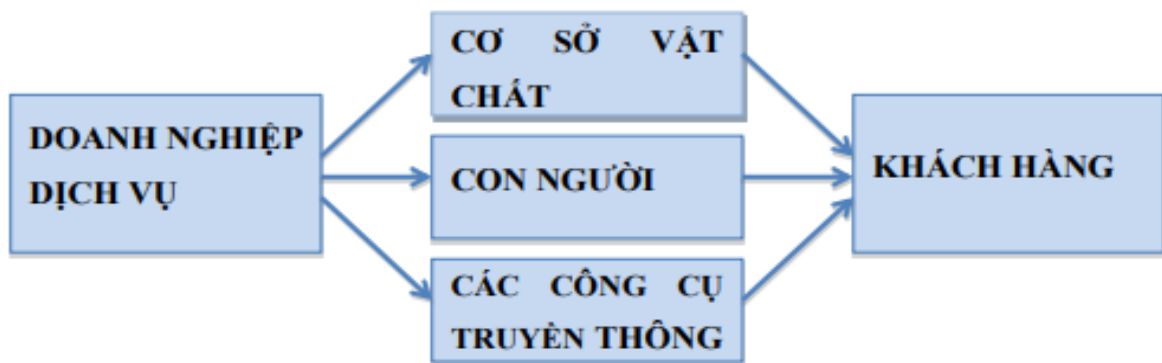 DOANH NGHIỆP
DỊCH VỤ
CƠ SỞ VẬT
CHẤT
CON NGƯỜI
CÁC CÔNG CỤ
TRUYỀN THÔNG
KHÁCH HÀNG